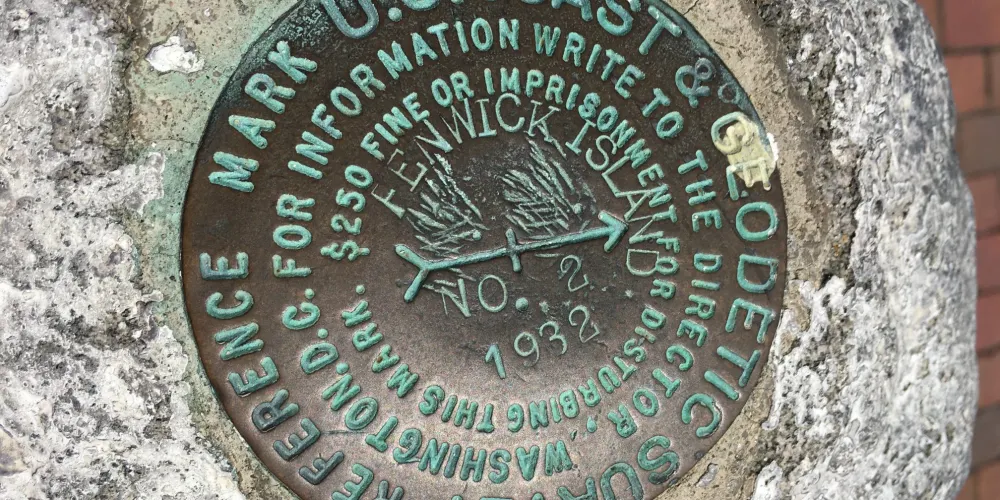 U.S. COAST & GEODETIC SURVEY
REFERENCE MARK
FOR INFORMATION WRITE TO THE DIRECTOR, WASHINGTON, D.C.
$250 FINE OR IMPRISONMENT FOR DISTURBING THIS MARK.
FENWICK ISLAND
NO. 2
1932